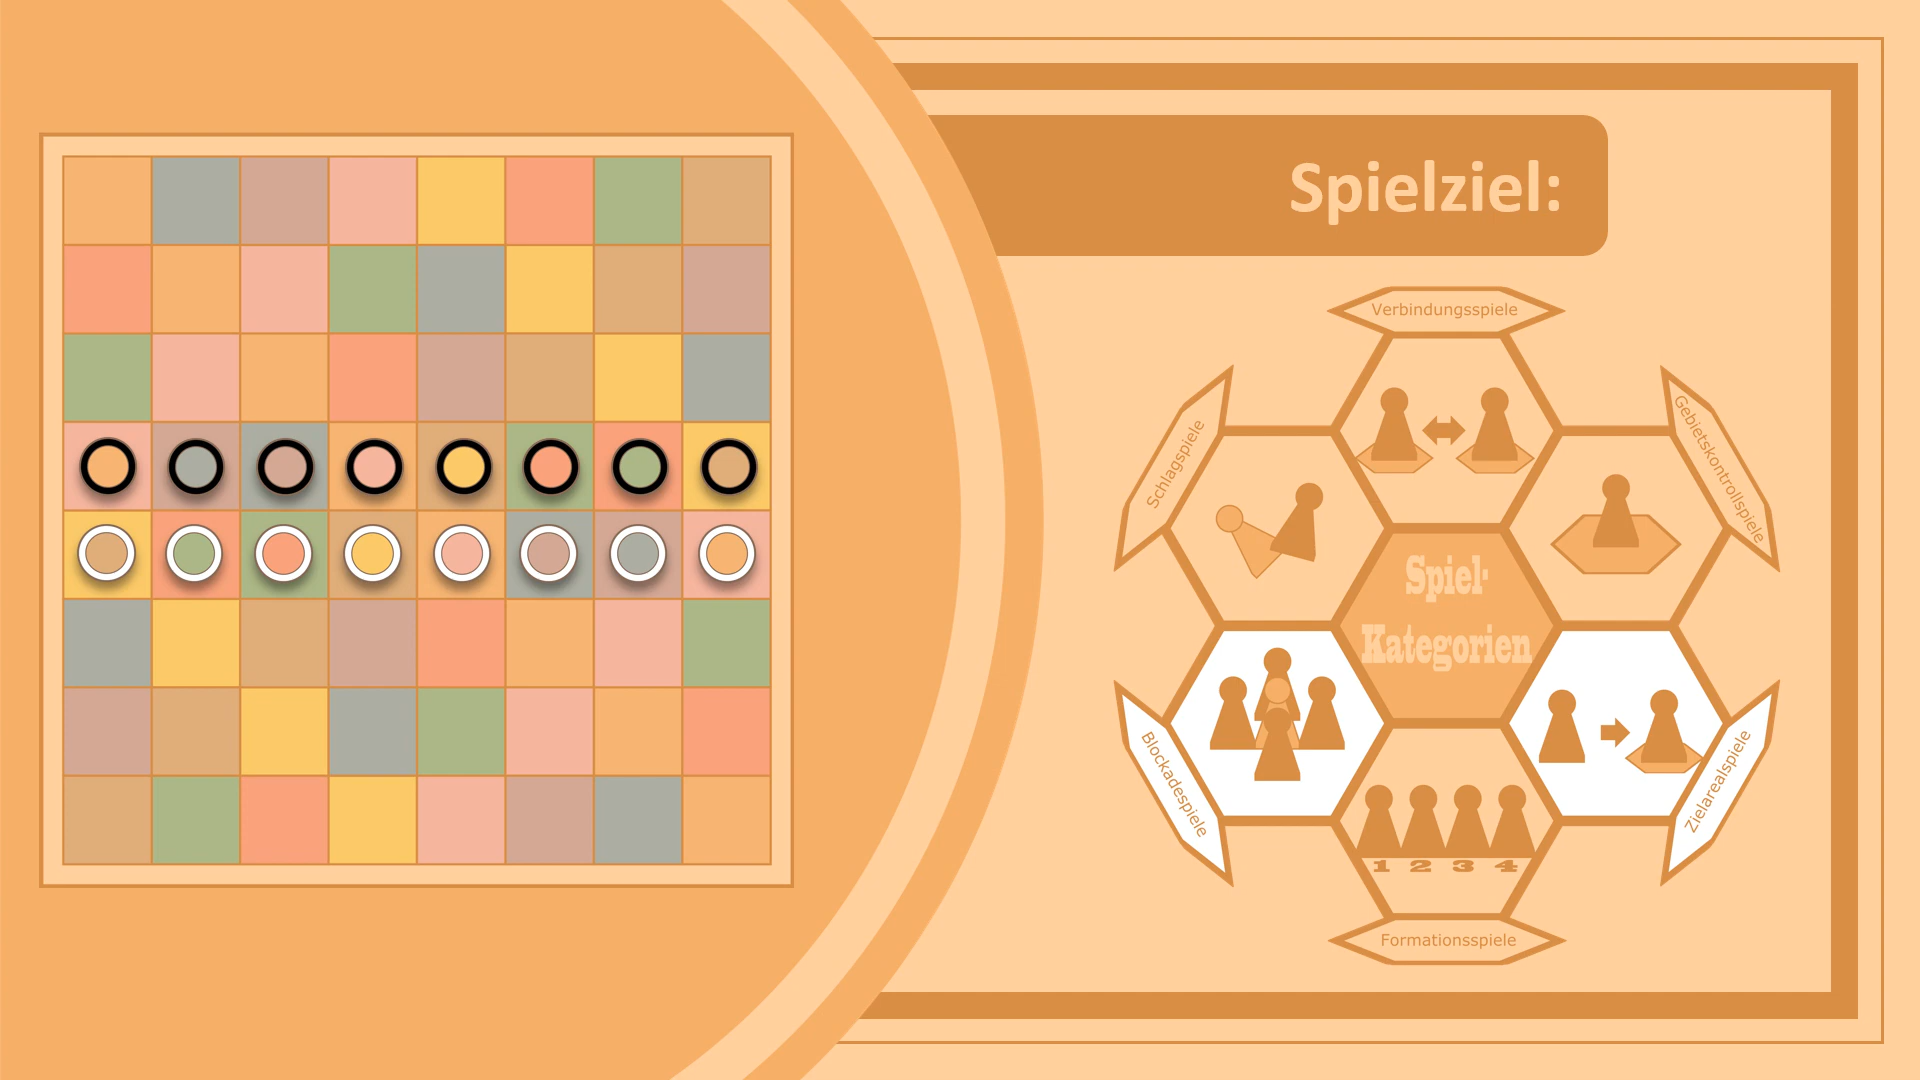 Spielziel:
Verbindungsspiele
Schlagspiele
Gebietskontrollspiele
Spiel-
Kategorien
Blockadespiele
Zielarealspiele
1 2 3 4
Formationsspiele